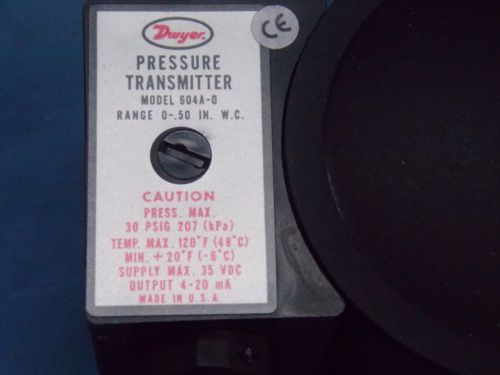 Dwyer.
CE
PRESSURE
TRANSMITTER
MODEL 604A-0
RANGE 0-.50 IN. W.C.
CAUTION
PRESS. MAX.
30 PSIG 207 (kPa)
TEMP. MAX. 120°F (48°C)
MIN. + 20°F (-6°C)
SUPPLY MAX. 35 VDC
OUTPUT 4-20 mA
MADE IN U.S.A.